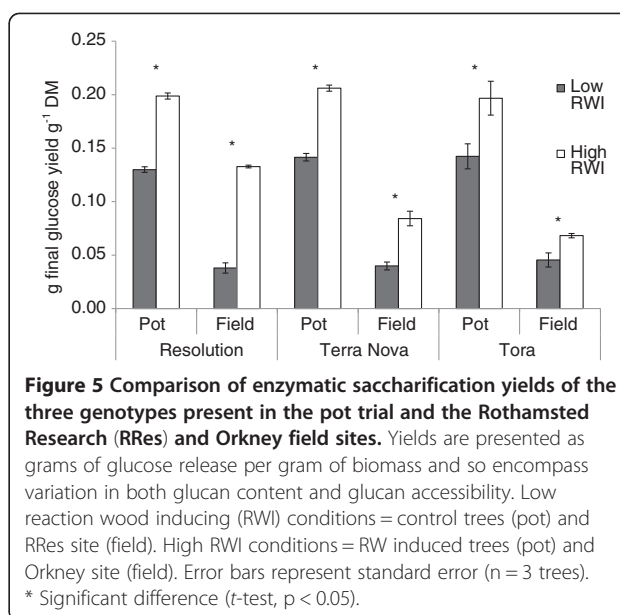 g final glucose yield g⁻¹ DM
0.25
0.20
0.15
0.10
0.05
0.00
* * * * * *
Low RWI
High RWI
Pot Field Pot Field Pot Field
Resolution Terra Nova Tora
Figure 5 Comparison of enzymatic saccharification yields of the
three genotypes present in the pot trial and the Rothamsted
Research (RRes) and Orkney field sites. Yields are presented as
grams of glucose release per gram of biomass and so encompass
variation in both glucan content and glucan accessibility. Low
reaction wood inducing (RWI) conditions = control trees (pot) and
RRes site (field). High RWI conditions = RW induced trees (pot) and
Orkney site (field). Error bars represent standard error (n = 3 trees).
* Significant difference (t-test, p < 0.05).